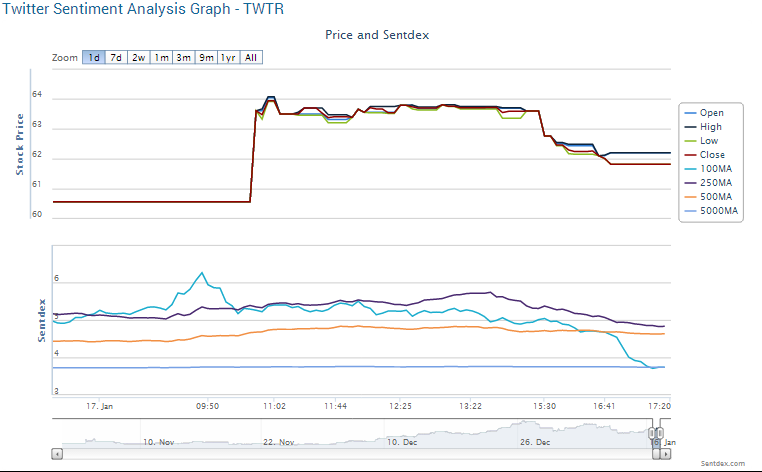 Twitter Sentiment Analysis Graph - TWTR
Price and Sentdex
Zoom 1d 7d 2w 1m 3m 9m 1yr All
Stock Price
64
63
62
61
60
Open
High
Low
Close
100MA
250MA
500MA
5000MA
Sentdex
6
5
4
3
17. Jan 09:50 11:02 11:44 12:25 13:22 15:30 16:41 17:20
10. Nov 22. Nov 10. Dec 26. Dec 16. Jan
Sentdex.com